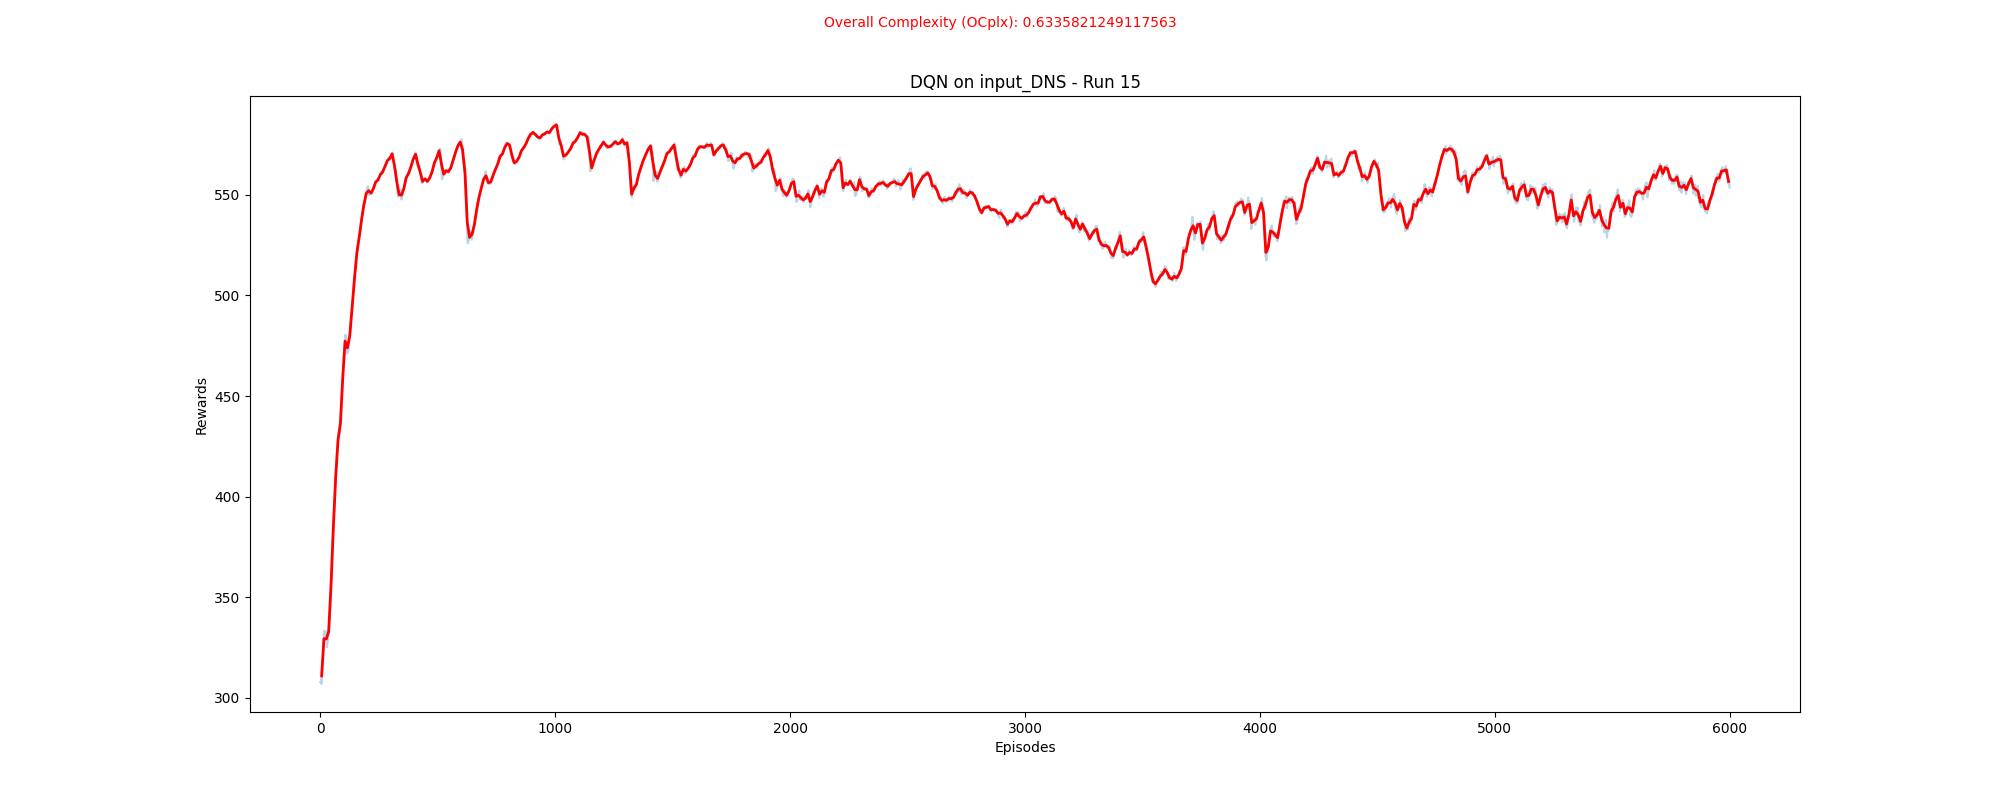 Overall Complexity (OCplx): 0.6335821249117563
DQN on input_DNS - Run 15
Rewards
550
500
450
400
350
300
0 1000 2000 3000 4000 5000 6000
Episodes